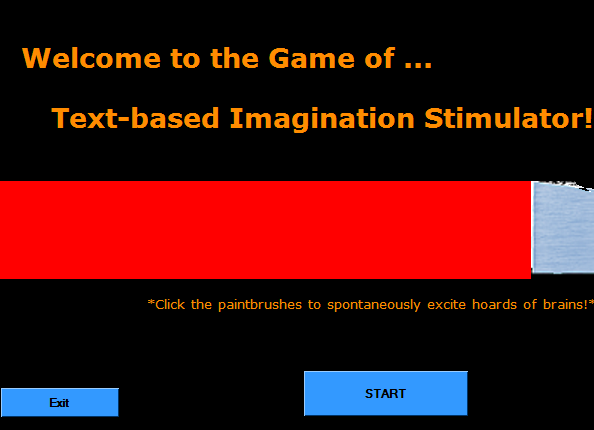 Welcome to the Game of ...
Text-based Imagination Stimulator!
*Click the paintbrushes to spontaneously excite hoards of brains!*
START
Exit